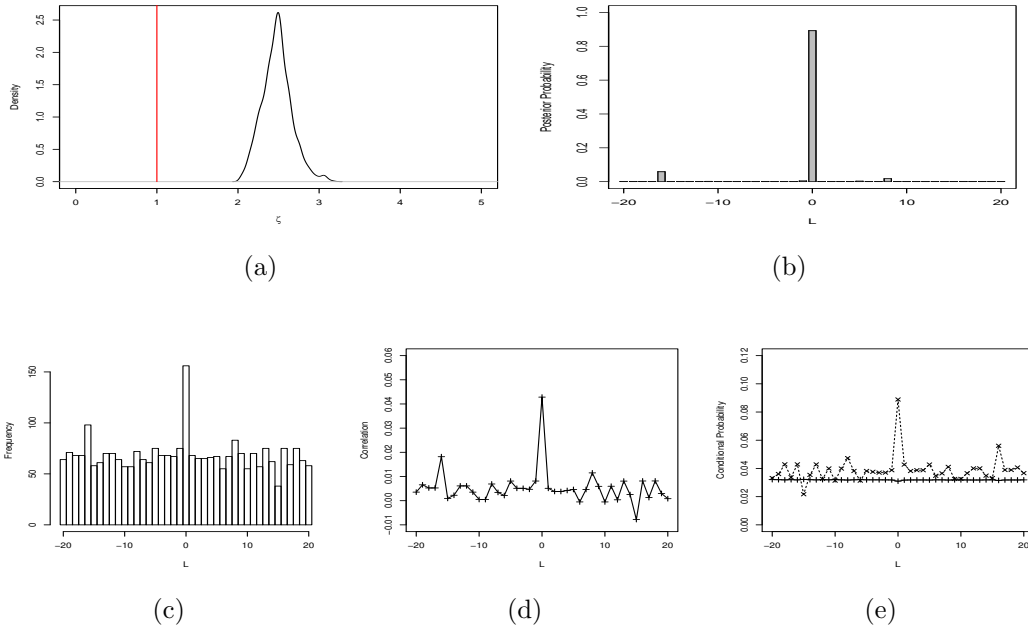 Density
0.0 0.5 1.0 1.5 2.0 2.5
0 1 2 3 4 5
ζ
(a)
Posterior Probability
0.0 0.2 0.4 0.6 0.8 1.0
−20 −10 0 10 20
L
(b)
Frequency
0 50 100 150
−20 −10 0 10 20
L
(c)
Correlation
−0.01 0.01 0.02 0.03 0.04 0.05 0.06
−20 −10 0 10 20
L
(d)
Conditional Probability
0.00 0.02 0.04 0.06 0.08 0.10 0.12
−20 −10 0 10 20
L
(e)